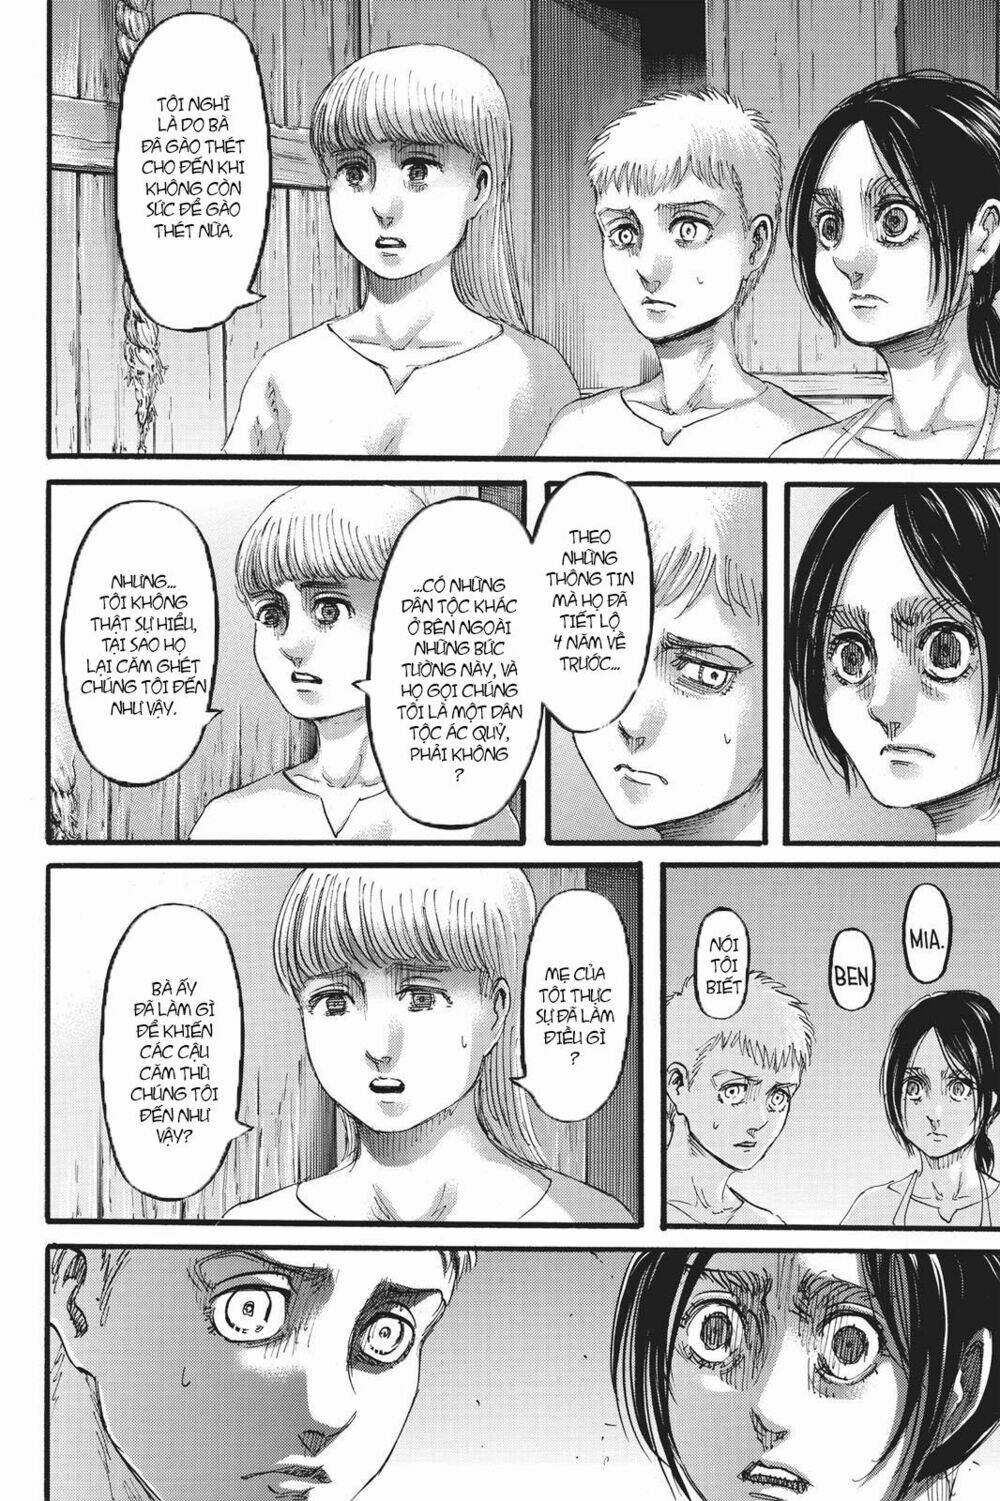 TÔI NGHĨ
LÀ DO BÀ
ĐÃ GÀO THÉT
CHO ĐẾN KHI
KHÔNG CÒN
SỨC ĐỂ GÀO
THÉT NỮA.
THEO
NHỮNG
THÔNG TIN
MÀ HỌ ĐÃ
TIẾT LỘ
4 NĂM VỀ
TRƯỚC...
...CÓ NHỮNG
DÂN TỘC KHÁC
Ở BÊN NGOÀI
NHỮNG BỨC
TƯỜNG NÀY, VÀ
HỌ GỌI CHÚNG
TÔI LÀ MỘT DÂN
TỘC ÁC QUỶ,
PHẢI KHÔNG
?
NHƯNG...
TÔI KHÔNG
THẬT SỰ HIỂU,
TẠI SAO HỌ
LẠI CĂM GHÉT
CHÚNG TÔI ĐẾN
NHƯ VẬY.
MIA.
BEN.
NÓI
TÔI
BIẾT
MẸ CỦA
TÔI THỰC
SỰ ĐÃ LÀM
ĐIỀU GÌ
?
BÀ ẤY
ĐÃ LÀM GÌ
ĐỂ KHIẾN
CÁC CẬU
CĂM THÙ
CHÚNG TÔI
ĐẾN NHƯ
VẬY?